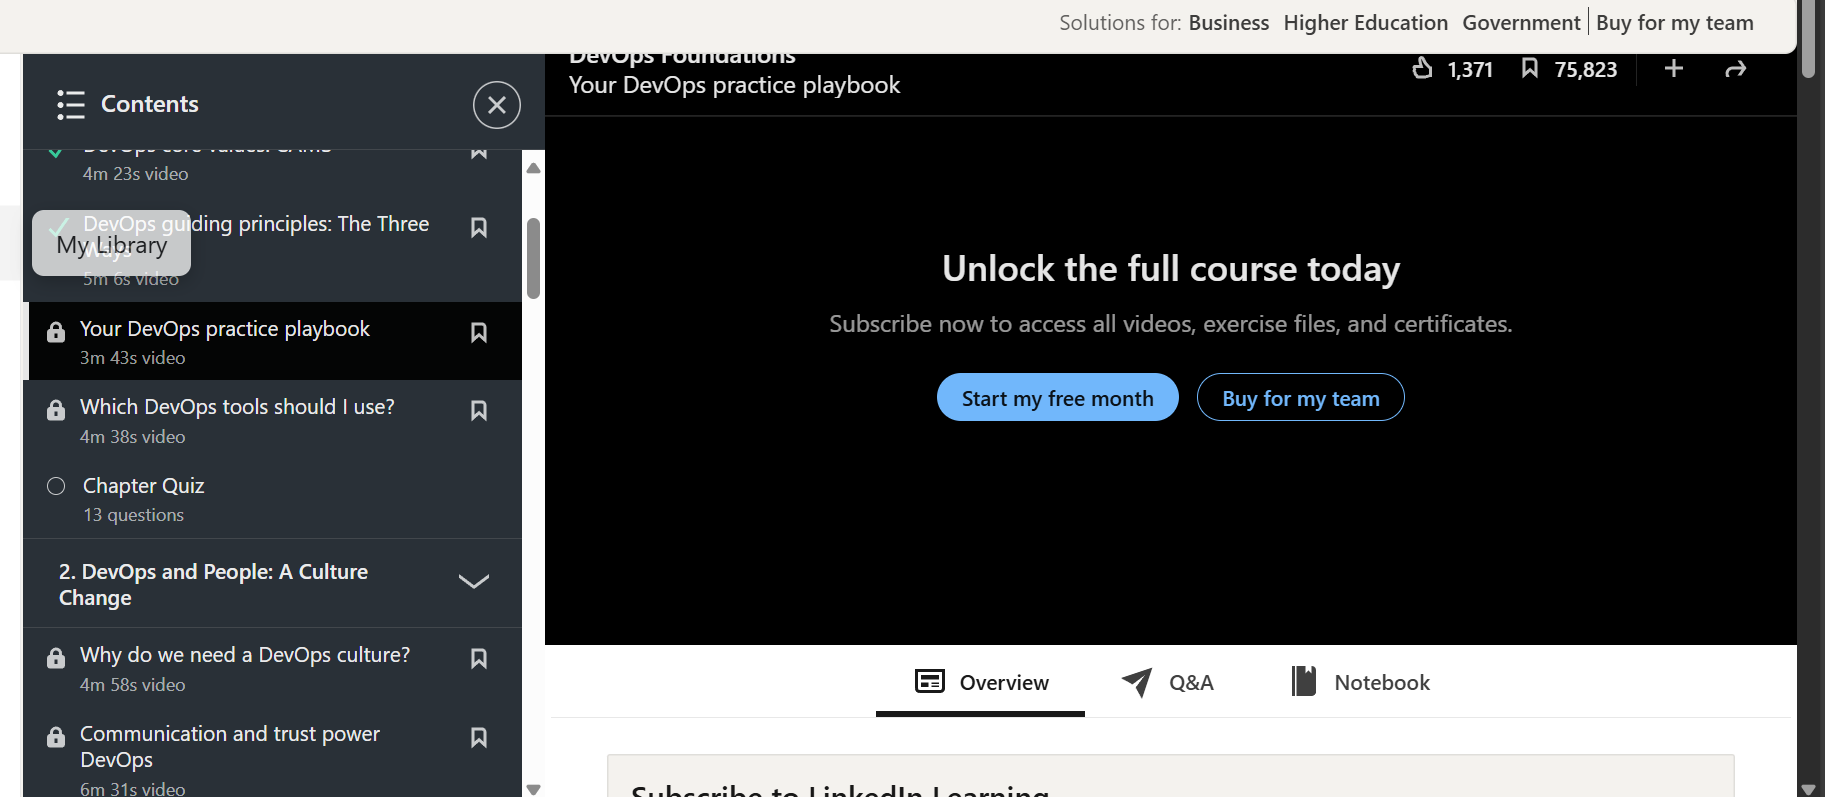 Solutions for: Business Higher Education Government Buy for my team
Contents
DevOps core values: CAMS
4m 23s video
DevOps guiding principles: The Three
Ways
My Library
5m 6s video
Your DevOps practice playbook
3m 43s video
Which DevOps tools should I use?
4m 38s video
Chapter Quiz
13 questions
2. DevOps and People: A Culture
Change
Why do we need a DevOps culture?
4m 58s video
Communication and trust power
DevOps
6m 31s video
DevOps Foundations
Your DevOps practice playbook
1,371
75,823
Unlock the full course today
Subscribe now to access all videos, exercise files, and certificates.
Start my free month
Buy for my team
Overview
Q&A
Notebook
Subscribe to LinkedIn Learning